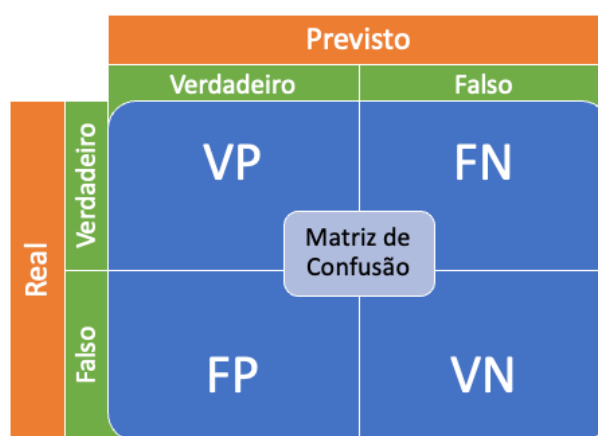 Previsto
Verdadeiro Falso
Real
Verdadeiro
VP FN
Matriz de
Confusão
Falso
FP VN